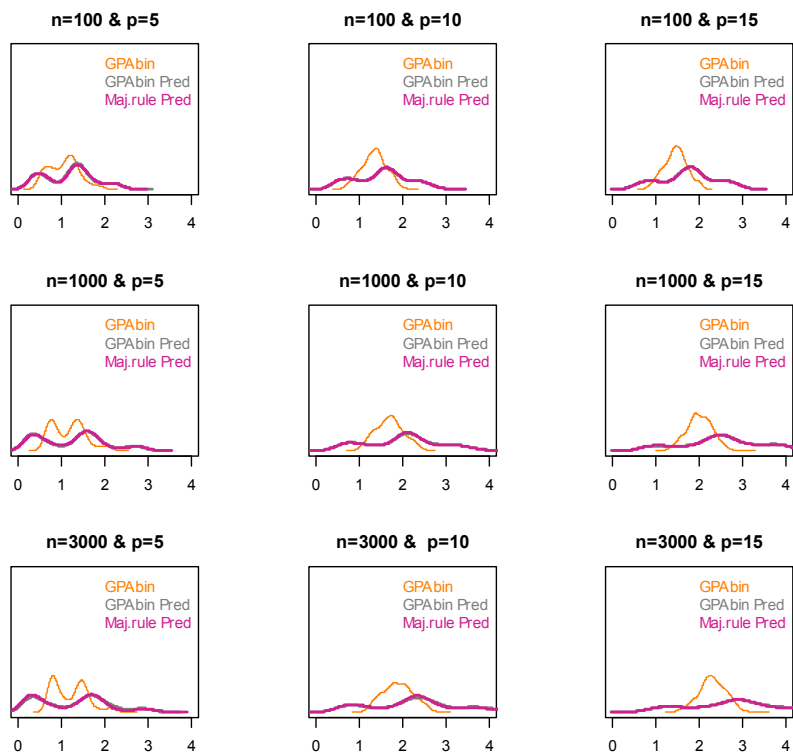 n=100 & p=5
GPAbin
GPAbin Pred
Maj.rule Pred
0 1 2 3 4
n=100 & p=10
GPAbin
GPAbin Pred
Maj.rule Pred
0 1 2 3 4
n=100 & p=15
GPAbin
GPAbin Pred
Maj.rule Pred
0 1 2 3 4
n=1000 & p=5
GPAbin
GPAbin Pred
Maj.rule Pred
0 1 2 3 4
n=1000 & p=10
GPAbin
GPAbin Pred
Maj.rule Pred
0 1 2 3 4
n=1000 & p=15
GPAbin
GPAbin Pred
Maj.rule Pred
0 1 2 3 4
n=3000 & p=5
GPAbin
GPAbin Pred
Maj.rule Pred
0 1 2 3 4
n=3000 &  p=10
GPAbin
GPAbin Pred
Maj.rule Pred
0 1 2 3 4
n=3000 & p=15
GPAbin
GPAbin Pred
Maj.rule Pred
0 1 2 3 4